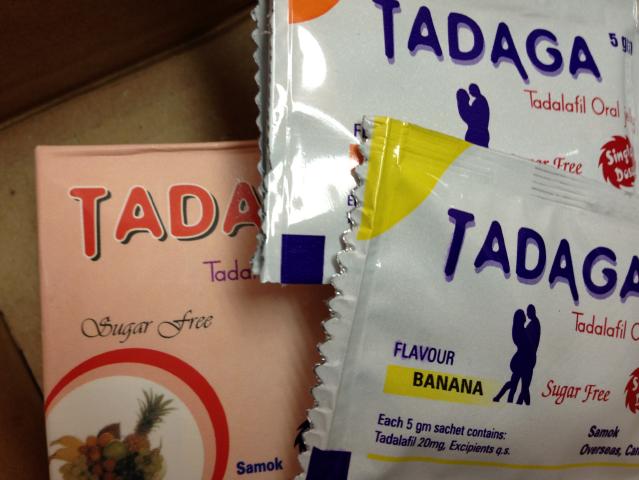 TADAGA 5 gm
Tadalafil Oral
Free
TADA
Sugar Free
Samok
TADAGA
Tadalafil
FLAVOUR
BANANA
Sugar Free
Each 5 gm sachet contains:
Tadalafil 20mg, Excipients q.s.
Samok
Overseas,